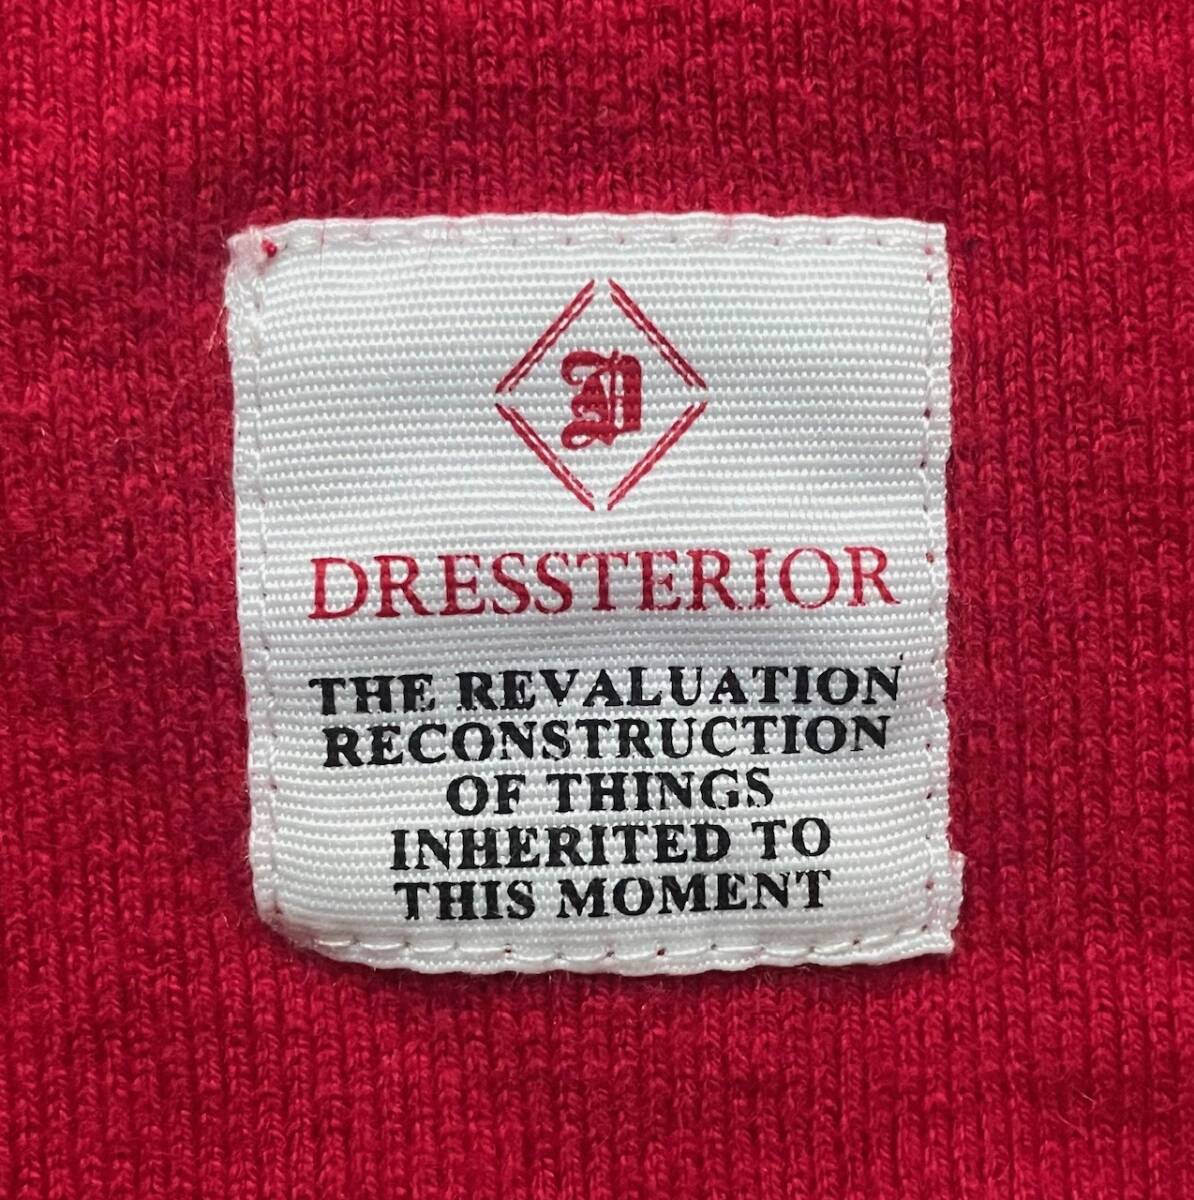 D
DRESSTERIOR
THE REVALUATION
RECONSTRUCTION
OF THINGS
INHERITED TO
THIS MOMENT